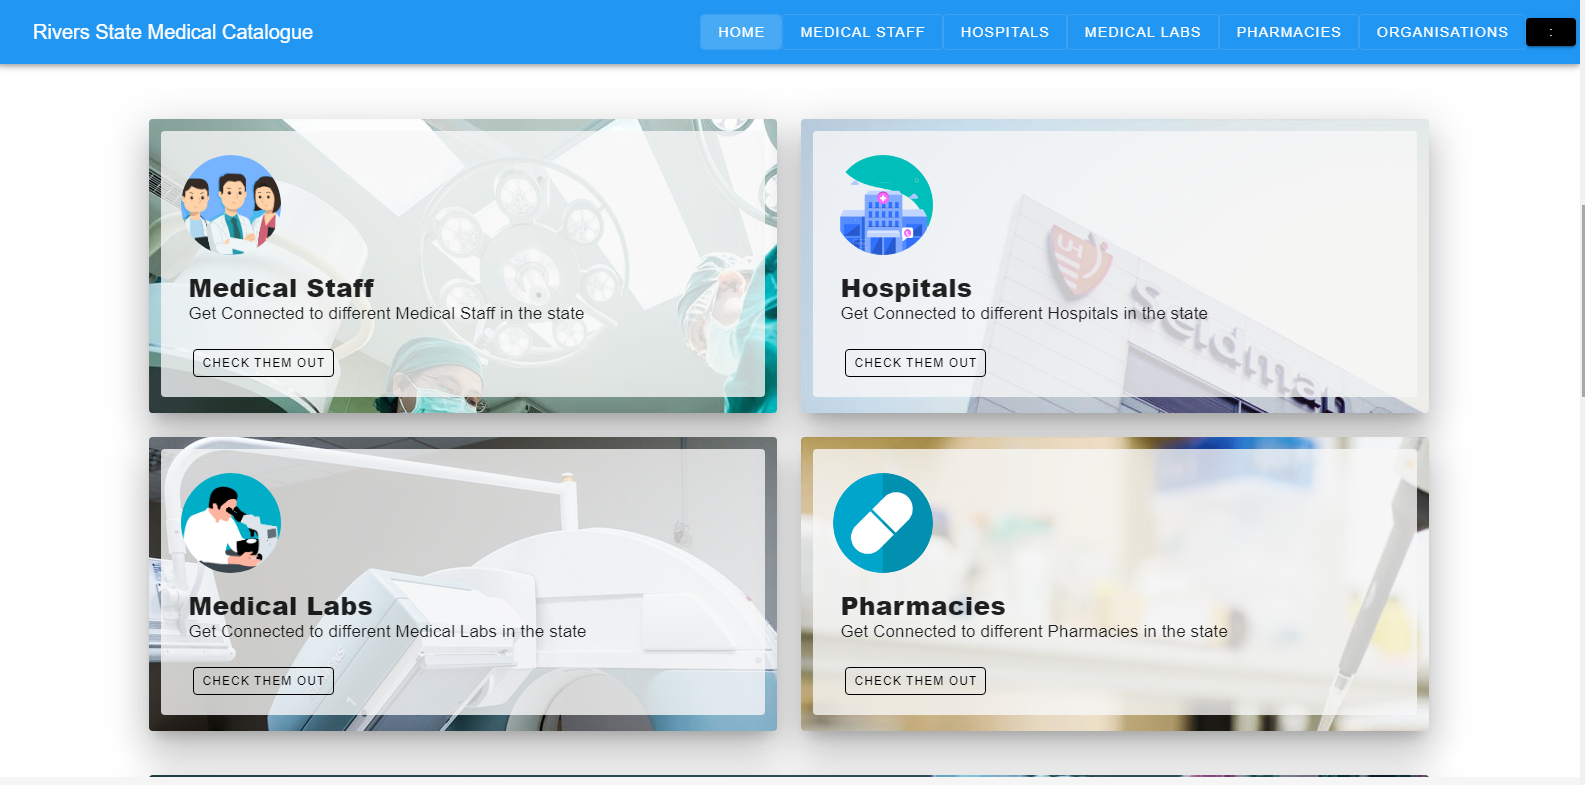 Rivers State Medical Catalogue
HOME MEDICAL STAFF HOSPITALS MEDICAL LABS PHARMACIES ORGANISATIONS :
Medical Staff
Get Connected to different Medical Staff in the state
CHECK THEM OUT
Hospitals
Get Connected to different Hospitals in the state
CHECK THEM OUT
Seidman
Medical Labs
Get Connected to different Medical Labs in the state
CHECK THEM OUT
Pharmacies
Get Connected to different Pharmacies in the state
CHECK THEM OUT